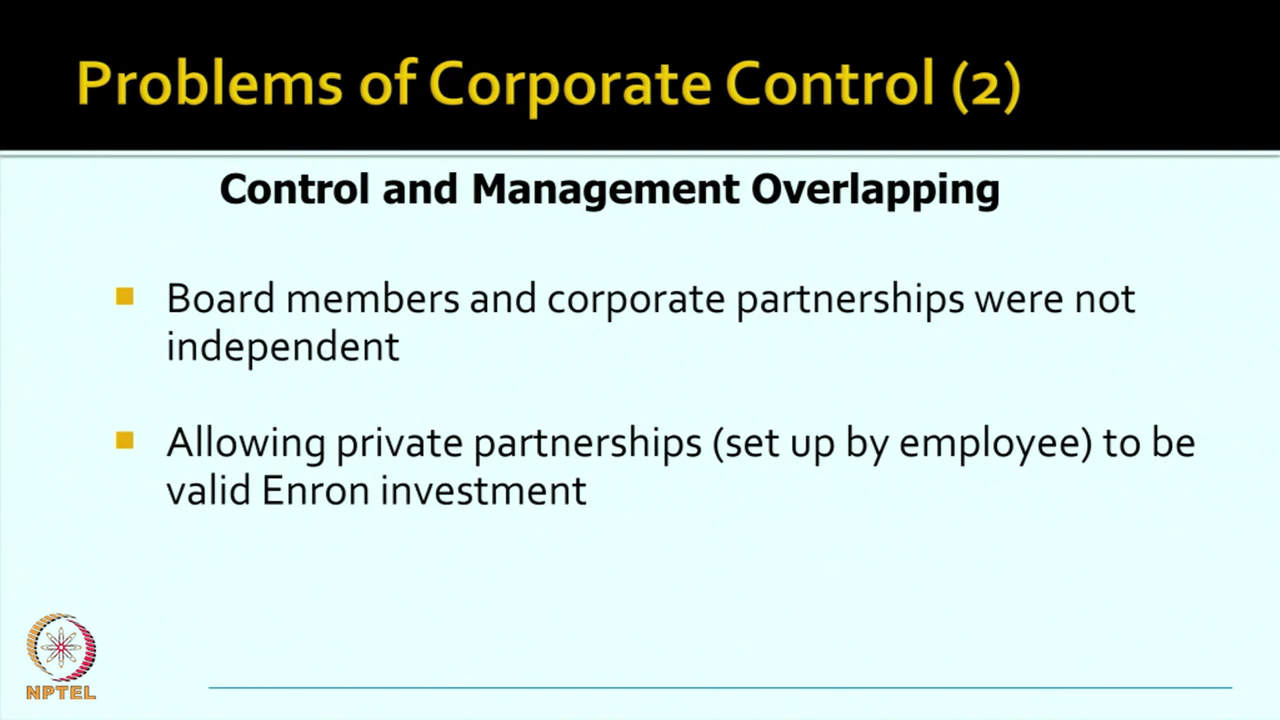 Problems of Corporate Control (2)
Control and Management Overlapping
Board members and corporate partnerships were not
independent
Allowing private partnerships (set up by employee) to be
valid Enron investment
NPTEL